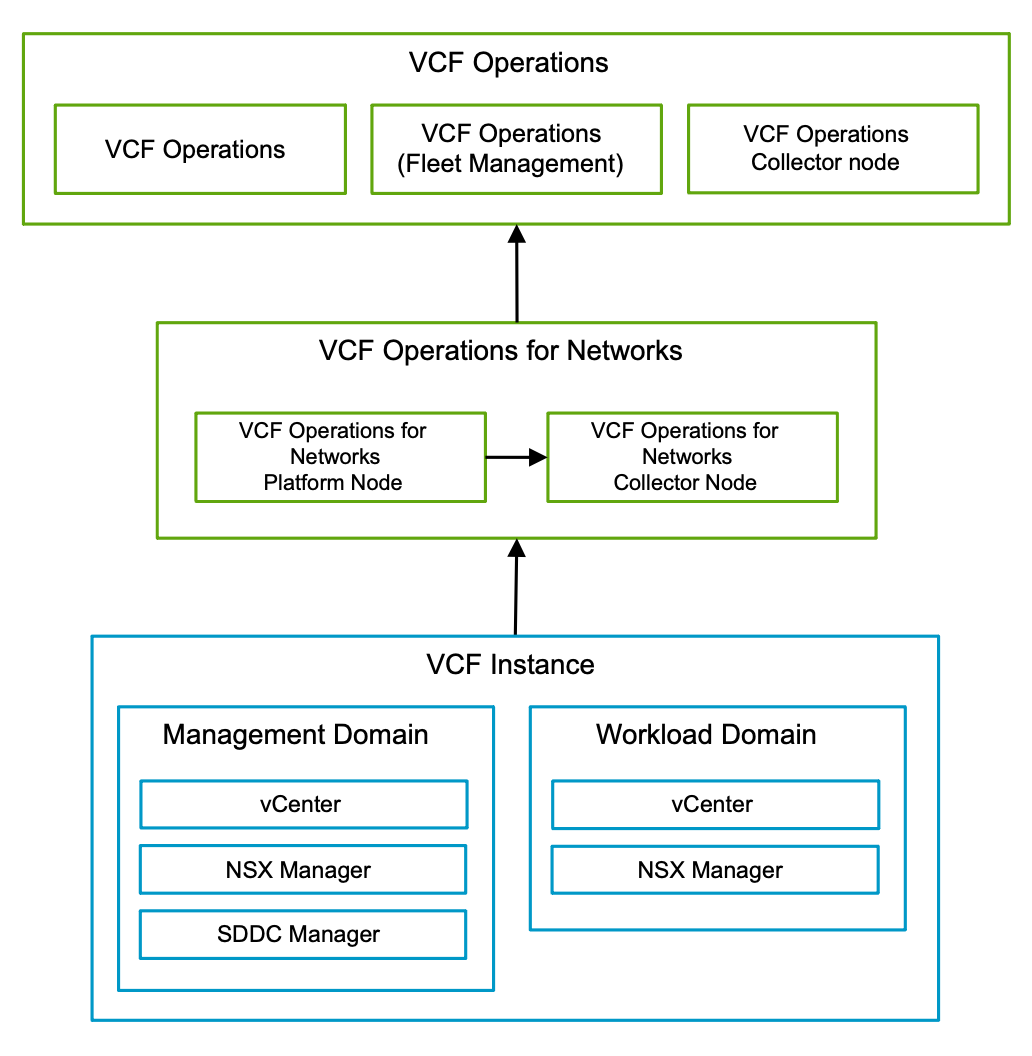 VCF Operations
VCF Operations
VCF Operations
(Fleet Management)
VCF Operations
Collector node
VCF Operations for Networks
VCF Operations for
Networks
Platform Node
VCF Operations for
Networks
Collector Node
VCF Instance
Management Domain
vCenter
NSX Manager
SDDC Manager
Workload Domain
vCenter
NSX Manager